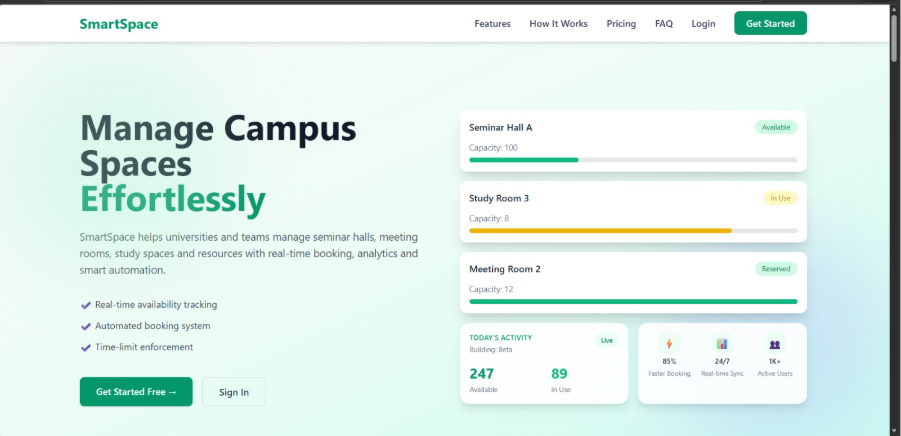 SmartSpace
Features
How It Works
Pricing
FAQ
Login
Get Started
Manage Campus
Spaces
Effortlessly
SmartSpace helps universities and teams manage seminar halls, meeting
rooms, study spaces and resources with real-time booking, analytics and
smart automation.
Real-time availability tracking
Automated booking system
Time-limit enforcement
Get Started Free →
Sign In
Seminar Hall A
Available
Capacity: 100
Study Room 3
In Use
Capacity: 8
Meeting Room 2
Reserved
Capacity: 12
TODAY'S ACTIVITY
Live
Building: Beta
247
Available
89
In Use
85%
Faster Booking
24/7
Real-time Sync
1K+
Active Users